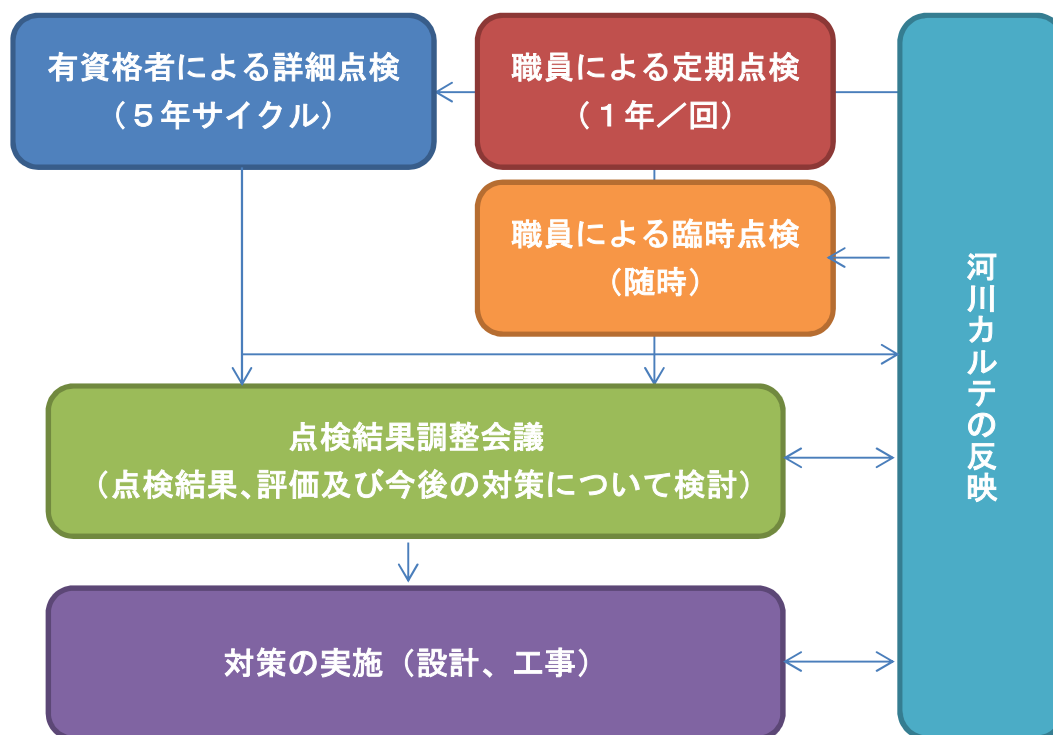 有資格者による詳細点検
（５年サイクル）
職員による定期点検
（１年／回）
職員による臨時点検
（随時）
点検結果調整会議
（点検結果、評価及び今後の対策について検討）
対策の実施（設計、工事）
河川カルテの反映